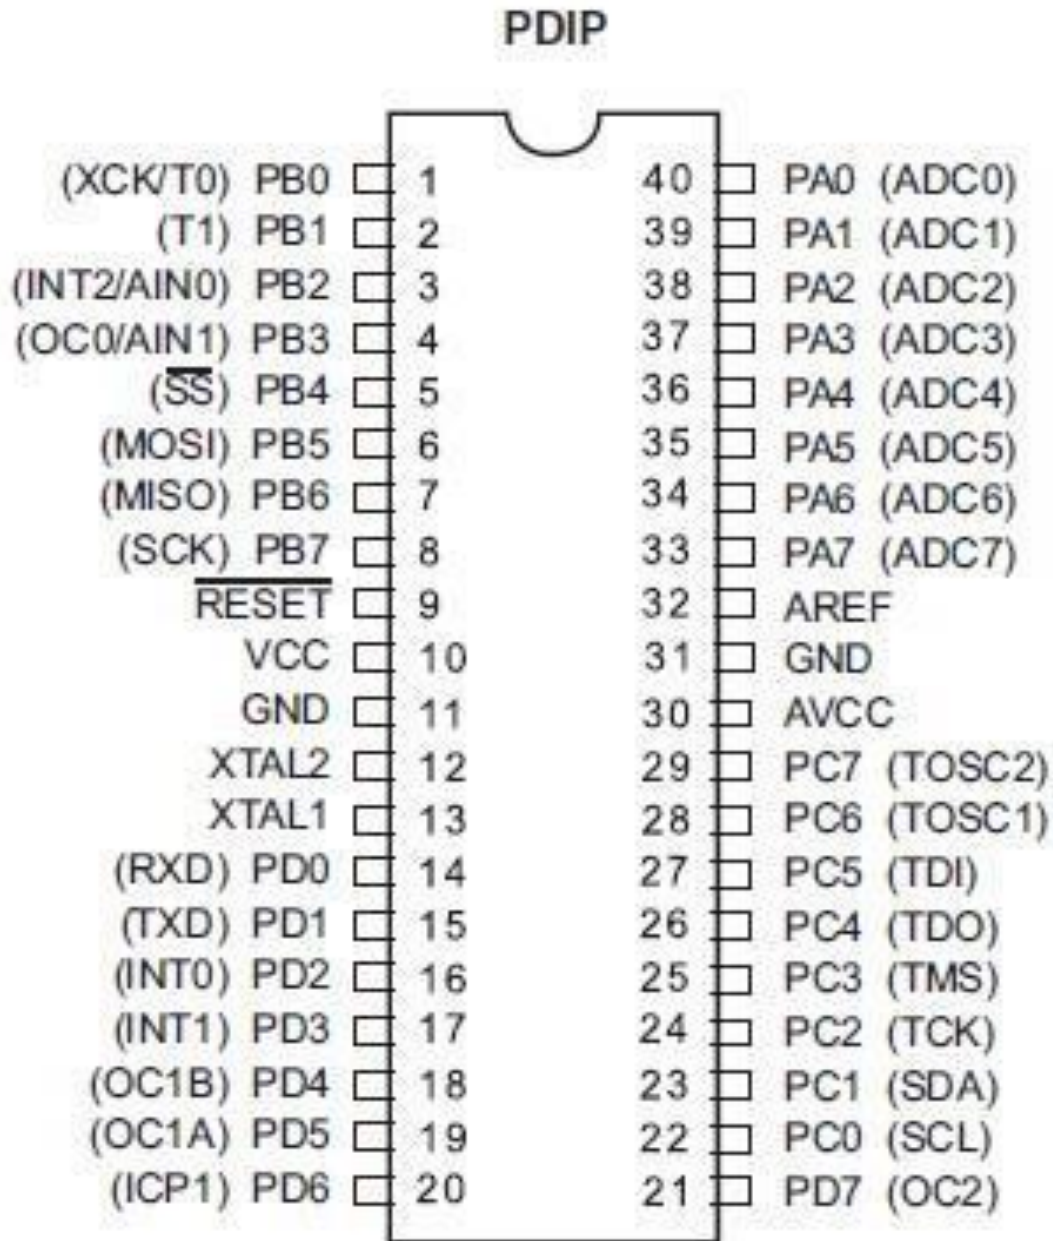 PDIP
(XCK/T0) PB0 1 40 PA0 (ADC0)
(T1) PB1 2 39 PA1 (ADC1)
(INT2/AIN0) PB2 3 38 PA2 (ADC2)
(OC0/AIN1) PB3 4 37 PA3 (ADC3)
(SS) PB4 5 36 PA4 (ADC4)
(MOSI) PB5 6 35 PA5 (ADC5)
(MISO) PB6 7 34 PA6 (ADC6)
(SCK) PB7 8 33 PA7 (ADC7)
RESET 9 32 AREF
VCC 10 31 GND
GND 11 30 AVCC
XTAL2 12 29 PC7 (TOSC2)
XTAL1 13 28 PC6 (TOSC1)
(RXD) PD0 14 27 PC5 (TDI)
(TXD) PD1 15 26 PC4 (TDO)
(INT0) PD2 16 25 PC3 (TMS)
(INT1) PD3 17 24 PC2 (TCK)
(OC1B) PD4 18 23 PC1 (SDA)
(OC1A) PD5 19 22 PC0 (SCL)
(ICP1) PD6 20 21 PD7 (OC2)